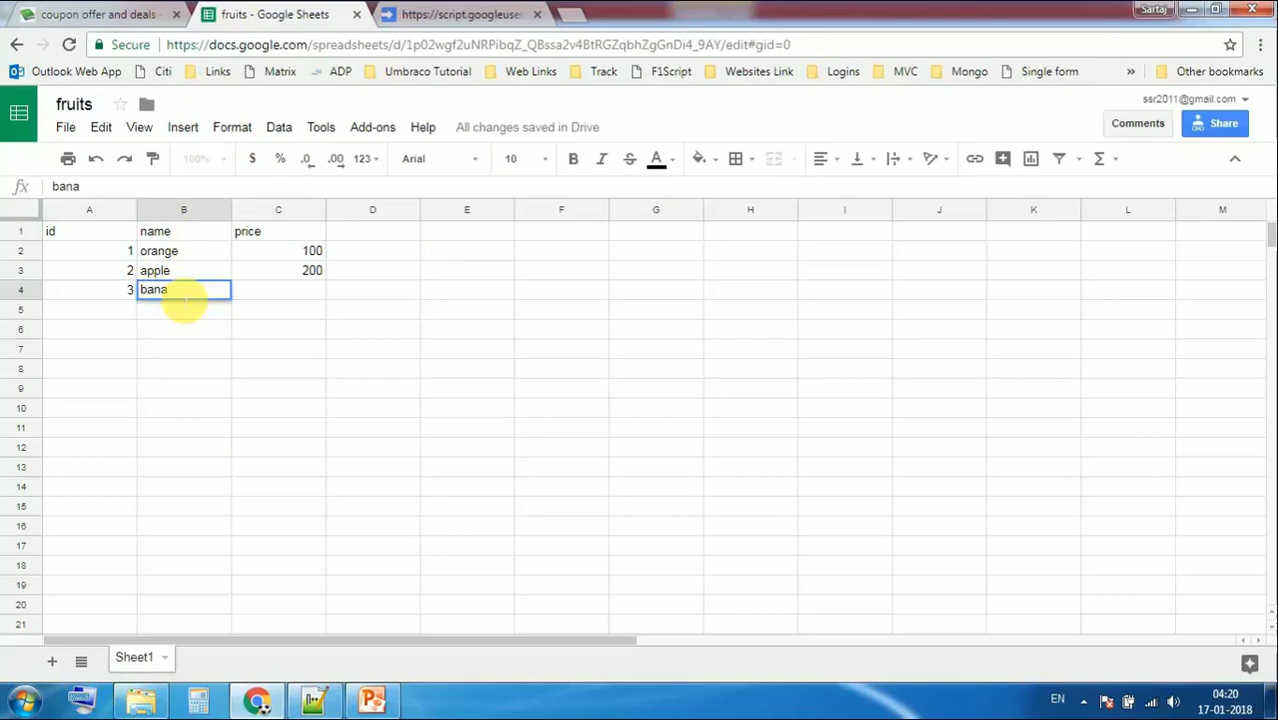 coupon offer and deals -
fruits - Google Sheets
https://script.googleuse
Sartaj
Secure
https://docs.google.com/spreadsheets/d/1p02wgf2uNRPibqZ_QBssa2v4BtRGZqbhZgGnDi4_9AY/edit#gid=0
Outlook Web App Citi Links Matrix ADP Umbraco Tutorial Web Links Track F1Script Websites Link Logins MVC Mongo Single form » Other bookmarks
fruits
ssr2011@gmail.com
File Edit View Insert Format Data Tools Add-ons Help All changes saved in Drive
Comments Share
100% $ % .0 .00 123 Arial 10 B I S A Σ
fx bana
A B C D E F G H I J K L M
1 id name price
2 1 orange 100
3 2 apple 200
4 3 bana
5
6
7
8
9
10
11
12
13
14
15
16
17
18
19
20
21
Sheet1
EN
04:20
17-01-2018